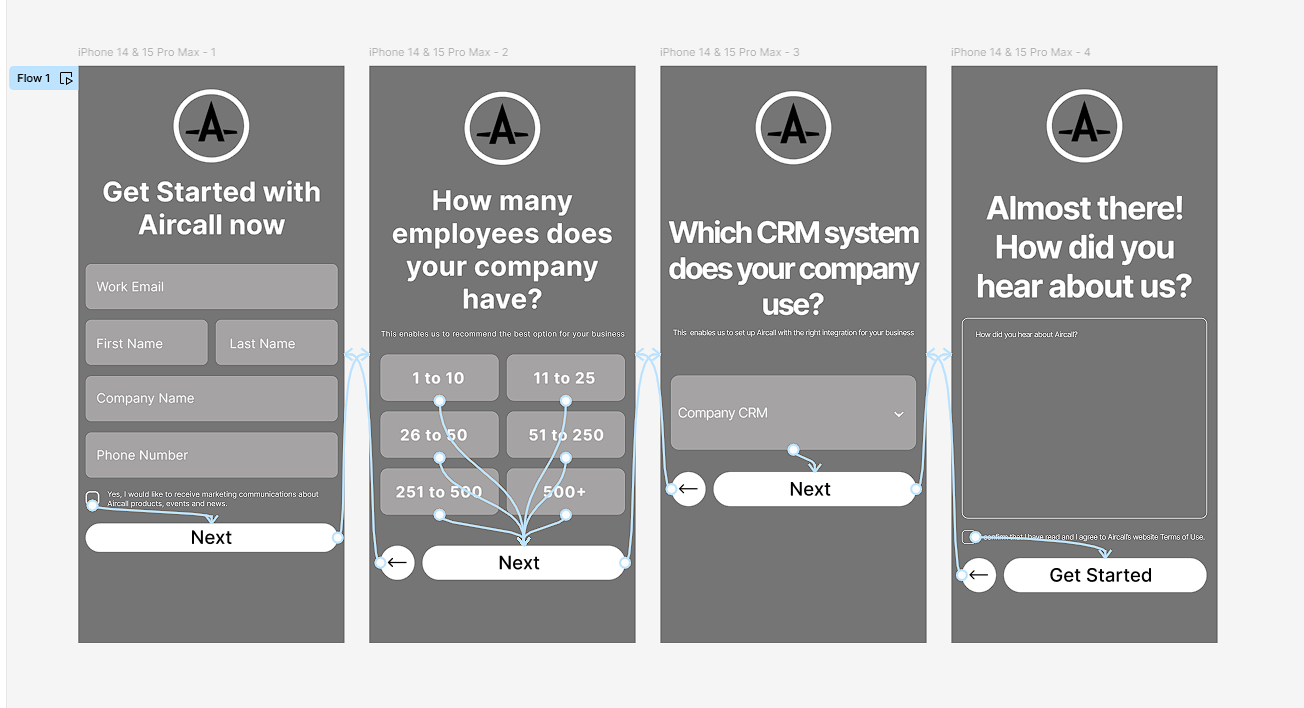 iPhone 14 & 15 Pro Max - 1
iPhone 14 & 15 Pro Max - 2
iPhone 14 & 15 Pro Max - 3
iPhone 14 & 15 Pro Max - 4
Flow 1
A
Get Started with
Aircall now
Work Email
First Name
Last Name
Company Name
Phone Number
Yes, I would like to receive marketing communications about
Aircall products, events and news.
Next
A
How many
employees does
your company
have?
This enables us to recommend the best option for your business
1 to 10
11 to 25
26 to 50
51 to 250
251 to 500
500+
Next
A
Which CRM system
does your company
use?
This enables us to set up Aircall with the right integration for your business
Company CRM
Next
A
Almost there!
How did you
hear about us?
How did you hear about Aircall?
confirm that I have read and I agree to Aircall's website Terms of Use.
Get Started